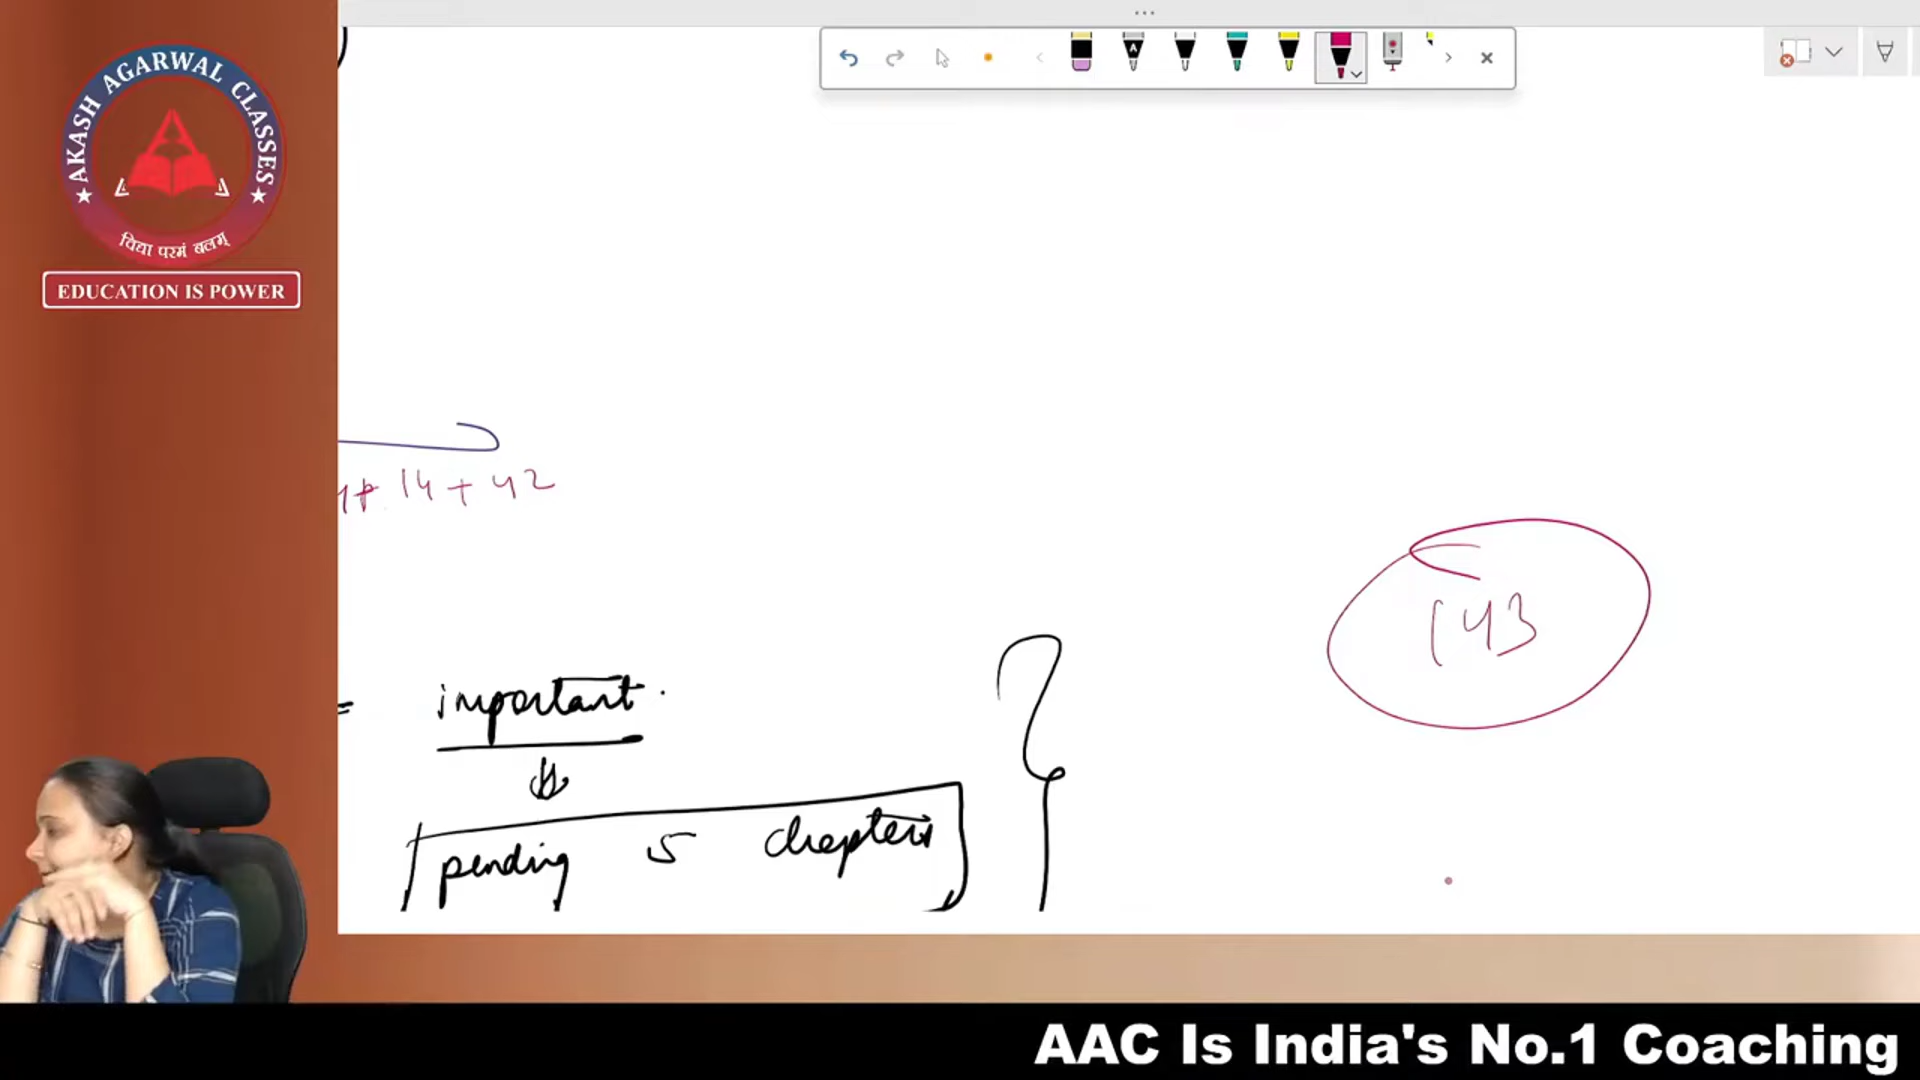 AKASH AGARWAL CLASSES
विद्या परमं बलम्
EDUCATION IS POWER
14 + 42
143
= important.
pending 5 chapters
AAC Is India's No.1 Coaching